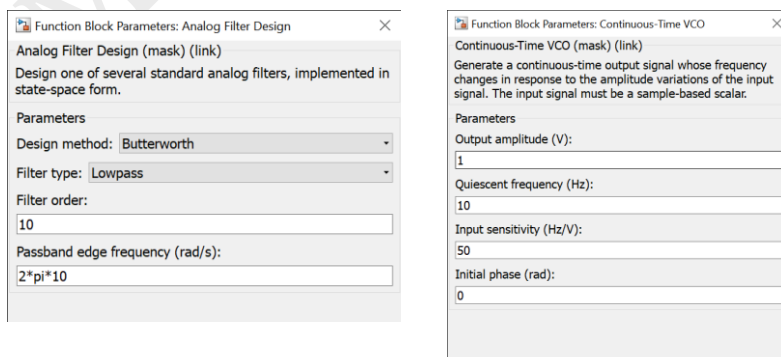 Function Block Parameters: Analog Filter Design
Analog Filter Design (mask) (link)
Design one of several standard analog filters, implemented in
state-space form.
Parameters
Design method: Butterworth
Filter type: Lowpass
Filter order:
10
Passband edge frequency (rad/s):
2*pi*10
Function Block Parameters: Continuous-Time VCO
Continuous-Time VCO (mask) (link)
Generate a continuous-time output signal whose frequency
changes in response to the amplitude variations of the input
signal. The input signal must be a sample-based scalar.
Parameters
Output amplitude (V):
1
Quiescent frequency (Hz):
10
Input sensitivity (Hz/V):
50
Initial phase (rad):
0